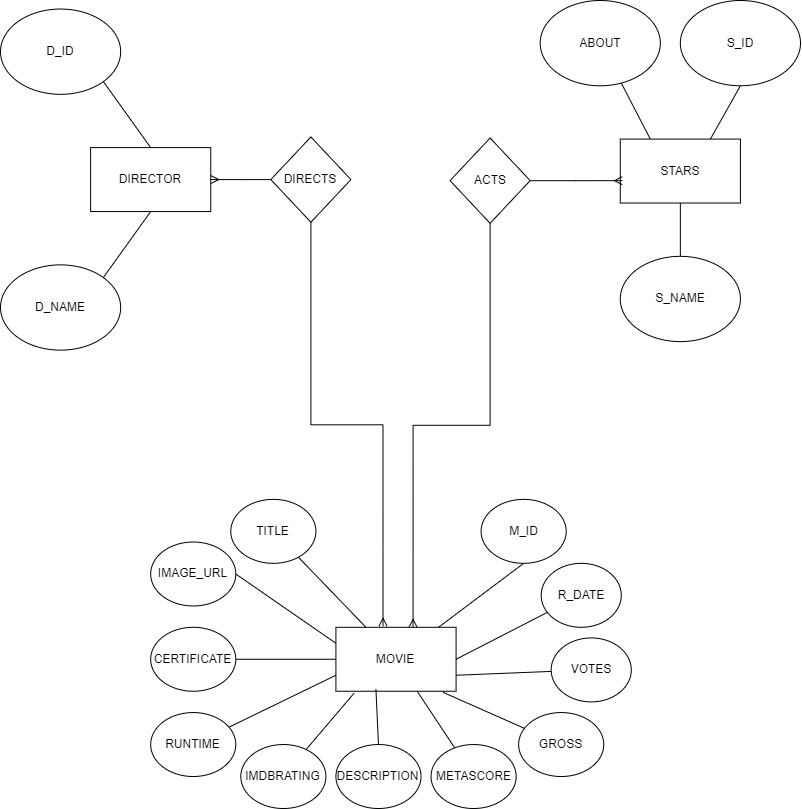 D_ID
ABOUT
S_ID
DIRECTOR
DIRECTS
ACTS
STARS
D_NAME
S_NAME
TITLE
M_ID
IMAGE_URL
R_DATE
CERTIFICATE
MOVIE
VOTES
RUNTIME
GROSS
IMDBRATING
DESCRIPTION
METASCORE